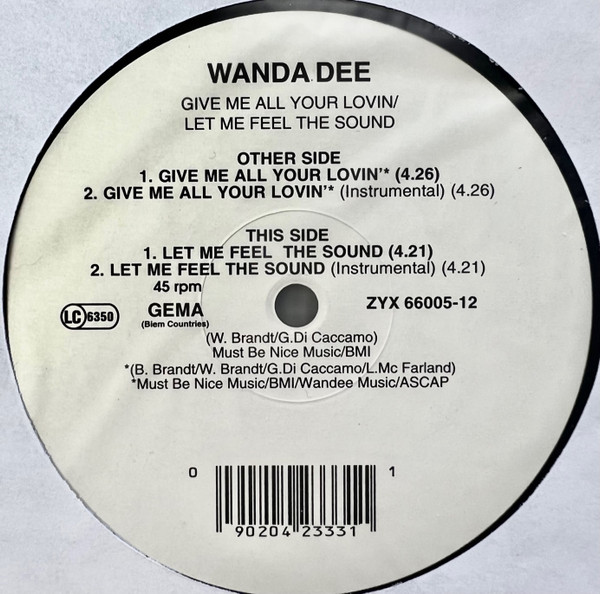 WANDA DEE
GIVE ME ALL YOUR LOVIN/
LET ME FEEL THE SOUND
OTHER SIDE
1. GIVE ME ALL YOUR LOVIN'* (4.26)
2. GIVE ME ALL YOUR LOVIN'* (Instrumental) (4.26)
THIS SIDE
1. LET ME FEEL THE SOUND (4.21)
2. LET ME FEEL THE SOUND (Instrumental) (4.21)
45 rpm
LC 6350
GEMA
(Biem Countries)
ZYX 66005-12
(W. Brandt/G.Di Caccamo)
Must Be Nice Music/BMI
*(B. Brandt/W. Brandt/G.Di Caccamo/L.Mc Farland)
*Must Be Nice Music/BMI/Wandee Music/ASCAP
0 90204 23331 1